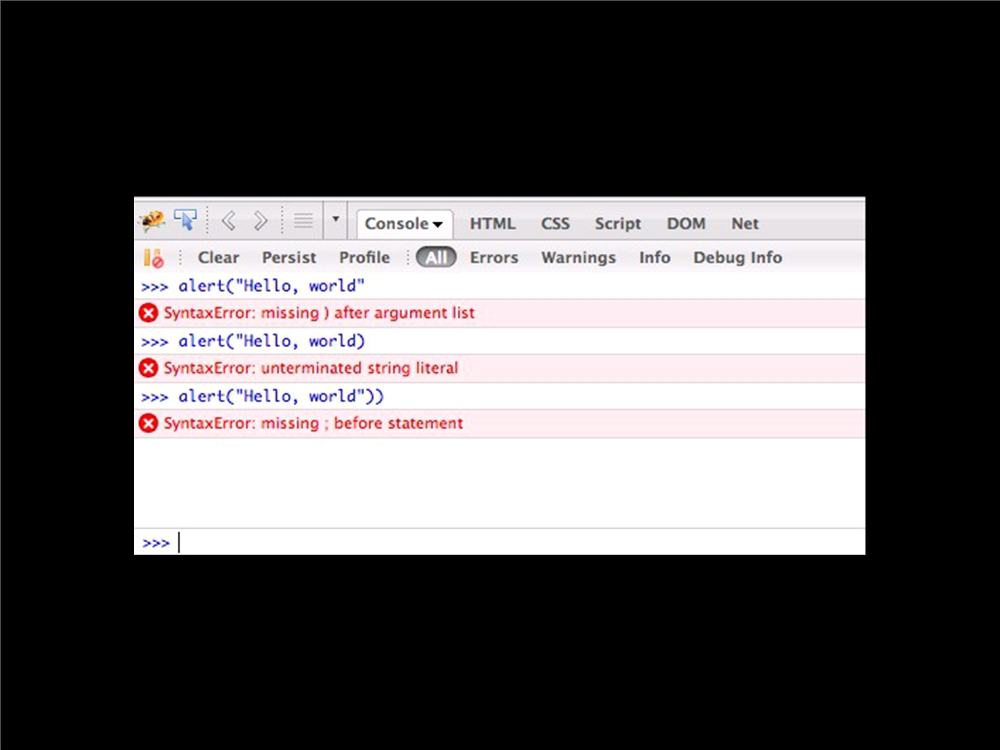 Console HTML CSS Script DOM Net
Clear Persist Profile All Errors Warnings Info Debug Info
>>> alert("Hello, world"
SyntaxError: missing ) after argument list
>>> alert("Hello, world)
SyntaxError: unterminated string literal
>>> alert("Hello, world"))
SyntaxError: missing ; before statement
>>>